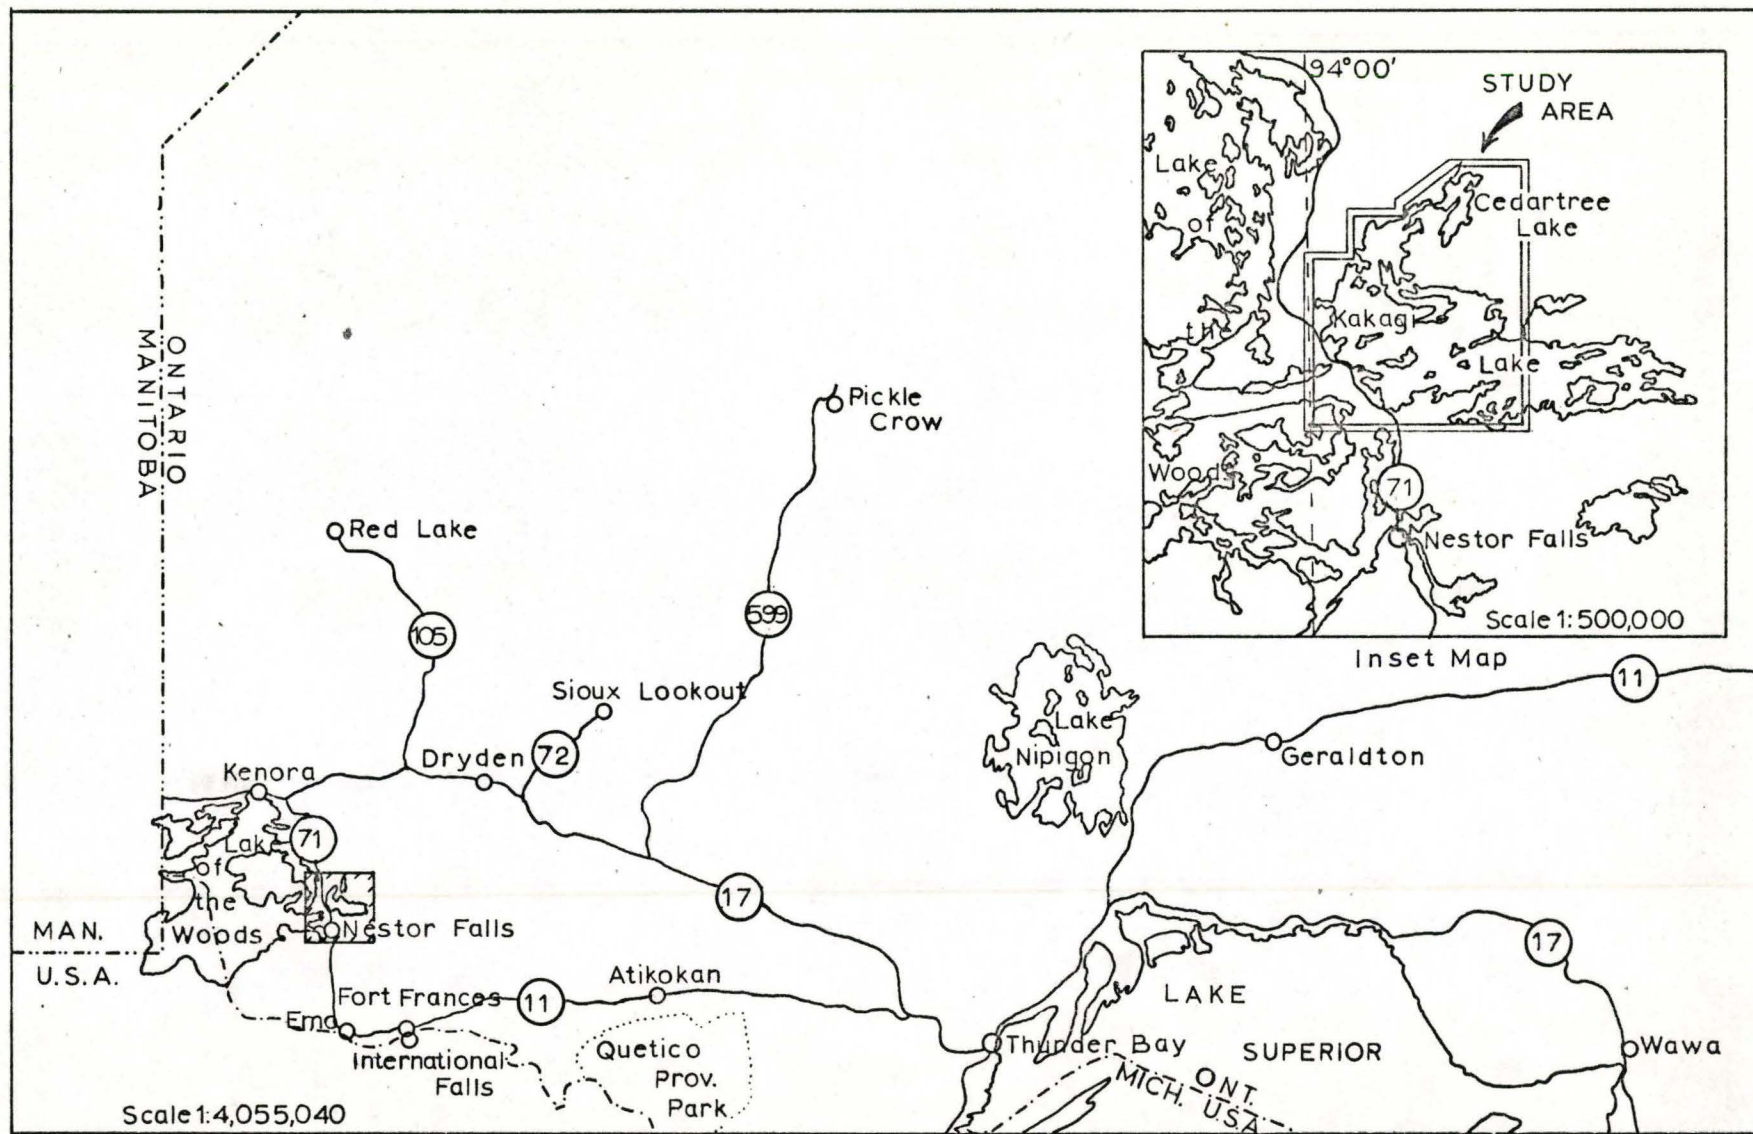 94°00'
STUDY
AREA
Lake
of
the
Woods
Cedartree
Lake
Kakagi
Lake
71
Nestor Falls
Scale 1:500,000
Inset Map
ONTARIO
MANITOBA
Pickle
Crow
Red Lake
105
599
Sioux Lookout
72
Dryden
Kenora
71
Lake
of
the
Woods
Nestor Falls
MAN.
U.S.A.
Lake
Nipigon
11
Geraldton
17
17
Fort Frances
11
Atikokan
Emo
International
Falls
Quetico
Prov.
Park
Thunder Bay
LAKE
SUPERIOR
Wawa
ONT.
MICH. U.S.A
Scale 1:4,055,040